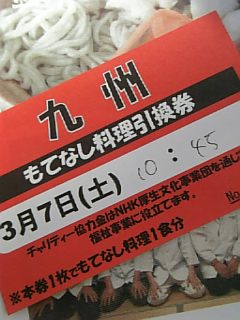 九州
もてなし料理引換券
3月7日(土) 10:45
チャリティー協力金はNHK厚生文化事業団を通じ
福祉事業に役立てます。
No
※本券1枚でもてなし料理1食分